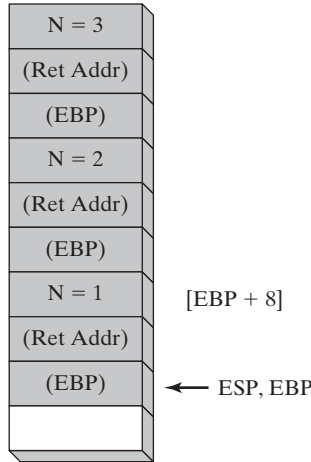 N = 3
(Ret Addr)
(EBP)
N = 2
(Ret Addr)
(EBP)
N = 1 [EBP + 8]
(Ret Addr)
(EBP) ESP, EBP